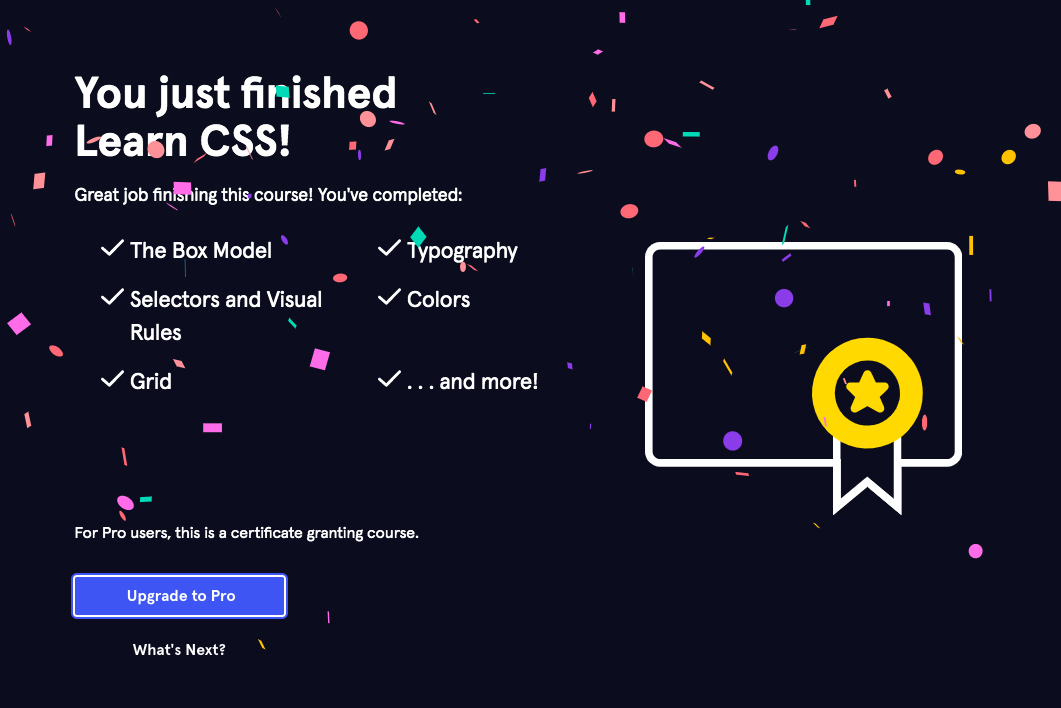 You just finished
Learn CSS!
Great job finishing this course! You've completed:
The Box Model
Typography
Selectors and Visual
Rules
Colors
Grid
. . . and more!
For Pro users, this is a certificate granting course.
Upgrade to Pro
What's Next?